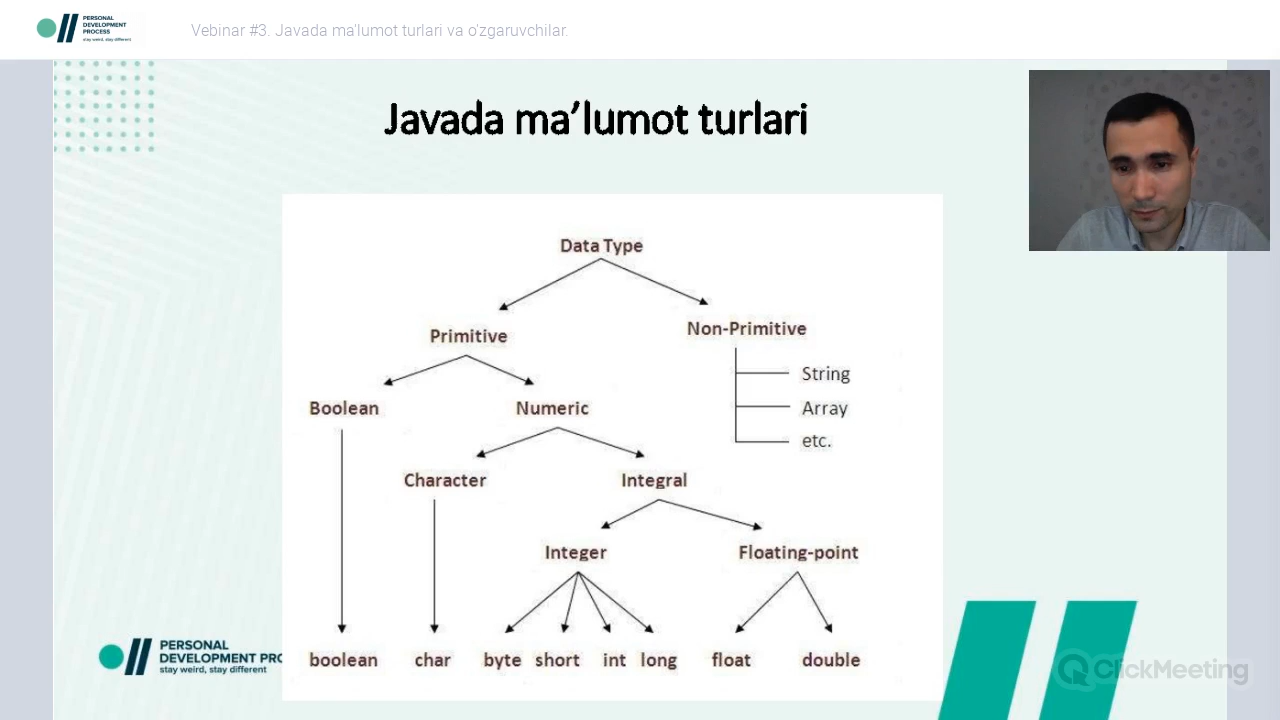 PERSONAL
DEVELOPMENT
PROCESS
stay weird, stay different
Vebinar #3. Javada ma'lumot turlari va o'zgaruvchilar.
Javada ma’lumot turlari
Data Type
Primitive
Non-Primitive
String
Boolean
Numeric
Array
etc.
Character
Integral
Integer
Floating-point
PERSONAL
DEVELOPMENT PRC
stay weird, stay different
boolean
char
byte
short
int
long
float
double
ClickMeeting